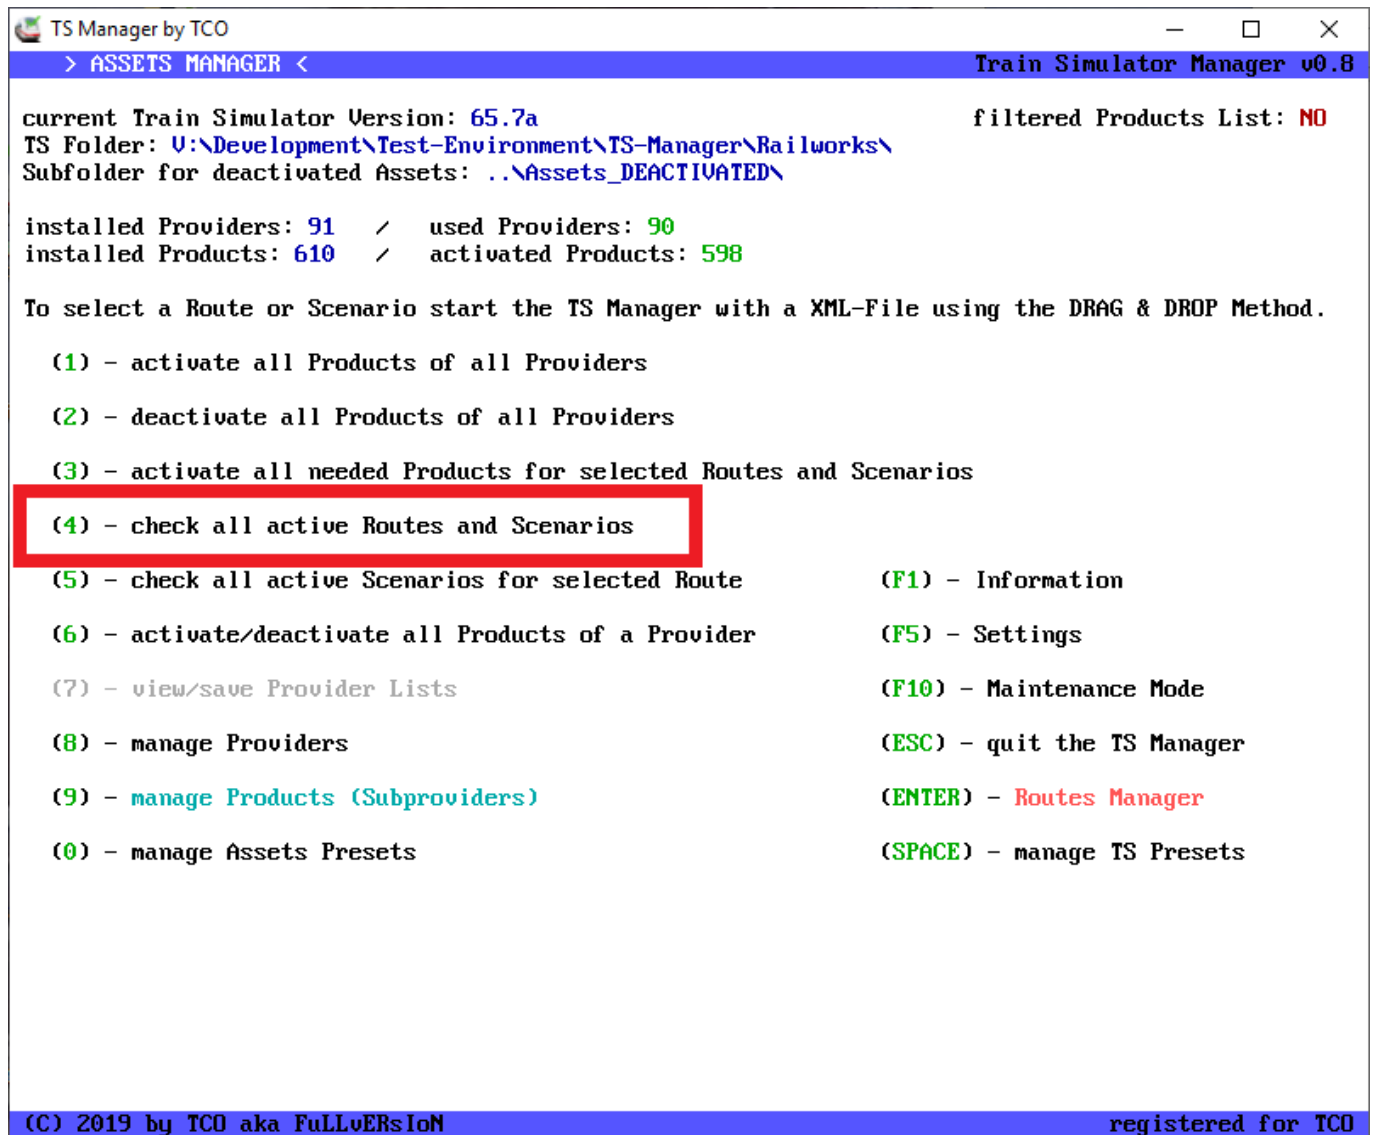 TS Manager by TCO
> ASSETS MANAGER < Train Simulator Manager v0.8
current Train Simulator Version: 65.7a filtered Products List: NO
TS Folder: V:\Development\Test-Environment\TS-Manager\Railworks\
Subfolder for deactivated Assets: ..\Assets_DEACTIVATED\
installed Providers: 91 / used Providers: 90
installed Products: 610 / activated Products: 598
To select a Route or Scenario start the TS Manager with a XML-File using the DRAG & DROP Method.
(1) - activate all Products of all Providers
(2) - deactivate all Products of all Providers
(3) - activate all needed Products for selected Routes and Scenarios
(4) - check all active Routes and Scenarios
(5) - check all active Scenarios for selected Route (F1) - Information
(6) - activate/deactivate all Products of a Provider (F5) - Settings
(7) - view/save Provider Lists (F10) - Maintenance Mode
(8) - manage Providers (ESC) - quit the TS Manager
(9) - manage Products (Subproviders) (ENTER) - Routes Manager
(0) - manage Assets Presets (SPACE) - manage TS Presets
(C) 2019 by TCO aka FuLLvERsIoN registered for TCO